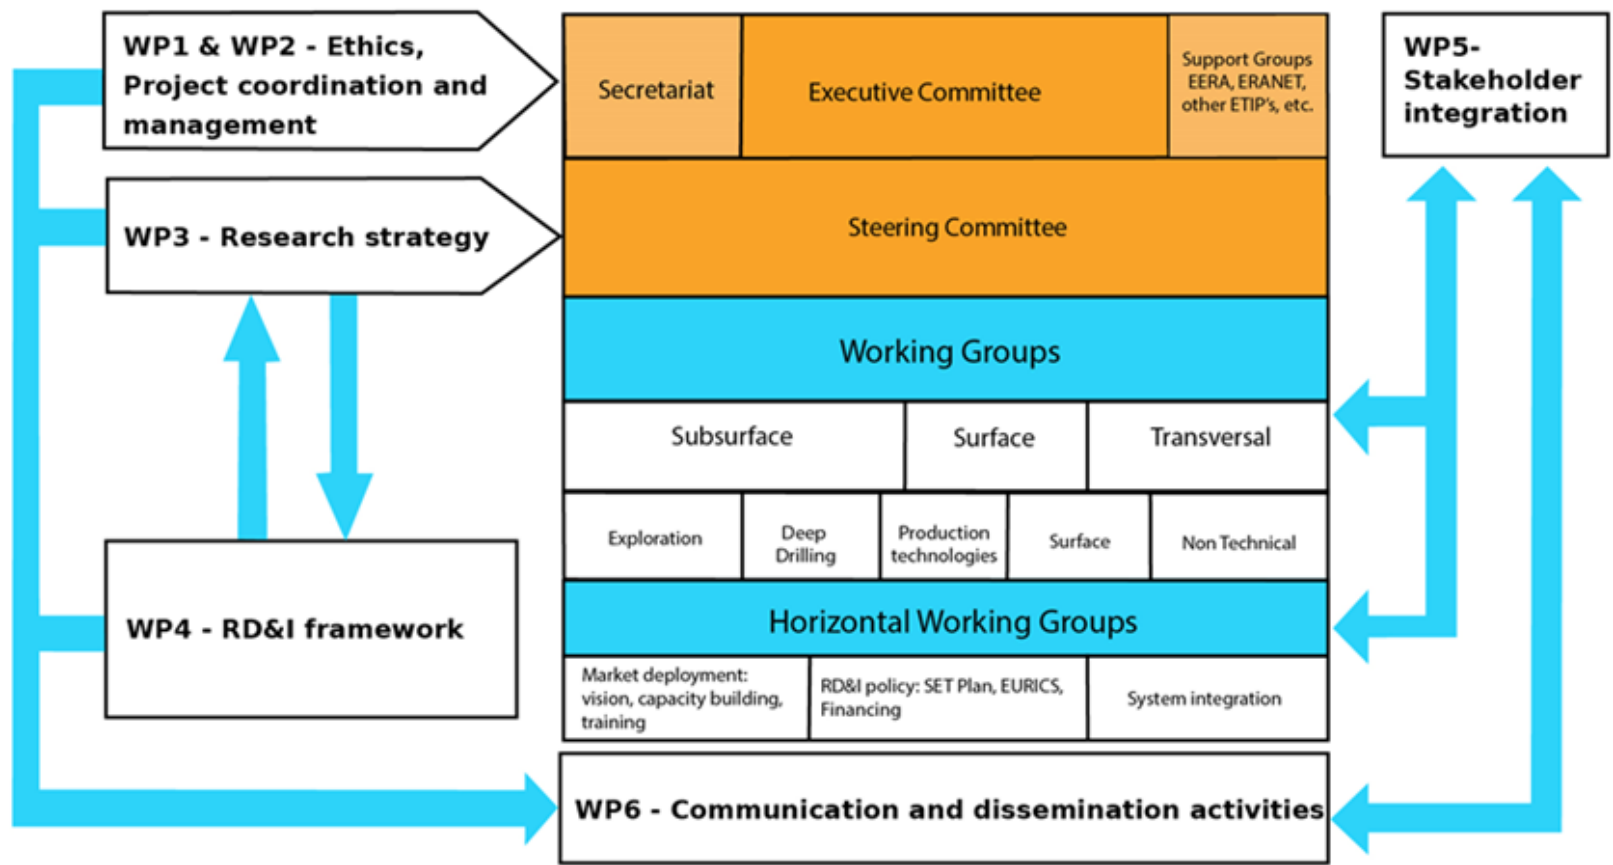 WP1 & WP2 - Ethics,
Project coordination and
management
Secretariat
Executive Committee
Support Groups
EERA, ERANET,
other ETIP's, etc.
WP5-
Stakeholder
integration
WP3 - Research strategy
Steering Committee
Working Groups
Subsurface
Surface
Transversal
Exploration
Deep
Drilling
Production
technologies
Surface
Non Technical
WP4 - RD&I framework
Horizontal Working Groups
Market deployment:
vision, capacity building,
training
RD&I policy: SET Plan, EURICS,
Financing
System integration
WP6 - Communication and dissemination activities